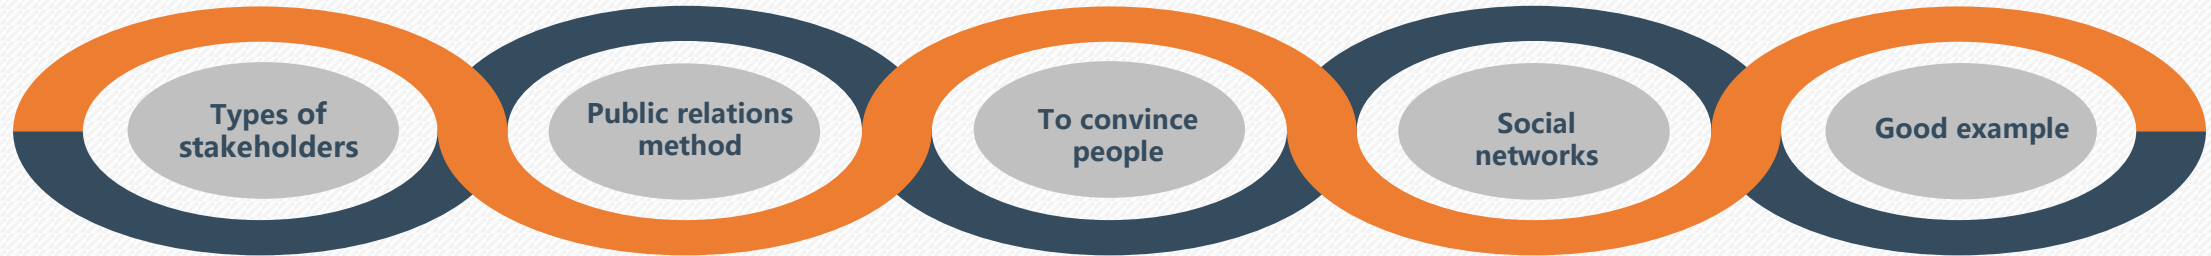 Types of
stakeholders
Public relations
method
To convince
people
Social
networks
Good example